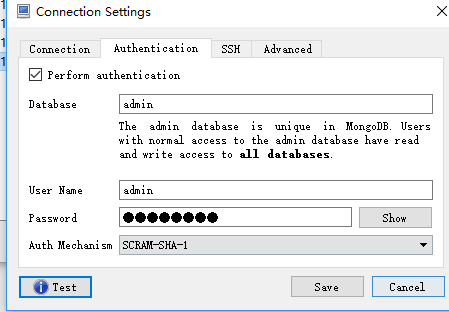 Connection Settings
Connection Authentication SSH Advanced
Perform authentication
Database admin
The admin database is unique in MongoDB. Users
with normal access to the admin database have read
and write access to all databases.
User Name admin
Password ●●●●●●●● Show
Auth Mechanism SCRAM-SHA-1
Test Save Cancel